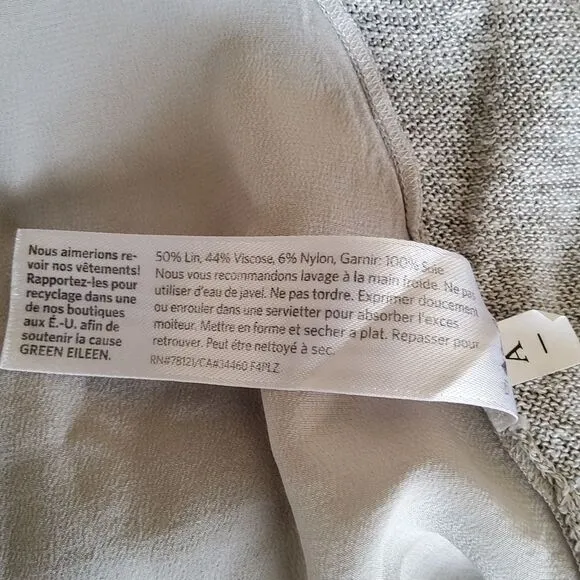 Nous aimerions re-
voir nos vêtements!
Rapportez-les pour
recyclage dans une
de nos boutiques
aux É.-U. afin de
soutenir la cause
GREEN EILEEN.
50% Lin, 44% Viscose, 6% Nylon, Garnir: 100% Soie
Nous vous recommandons lavage à la main froide. Ne pas
utiliser d'eau de javel. Ne pas tordre. Exprimer doucement
ou enrouler dans une servietter pour absorber l'exces
moiteur. Mettre en forme et secher a plat. Repasser pour
retrouver. Peut être nettoyé à sec.
RN#78121/CA#34460 F4PLZ
A